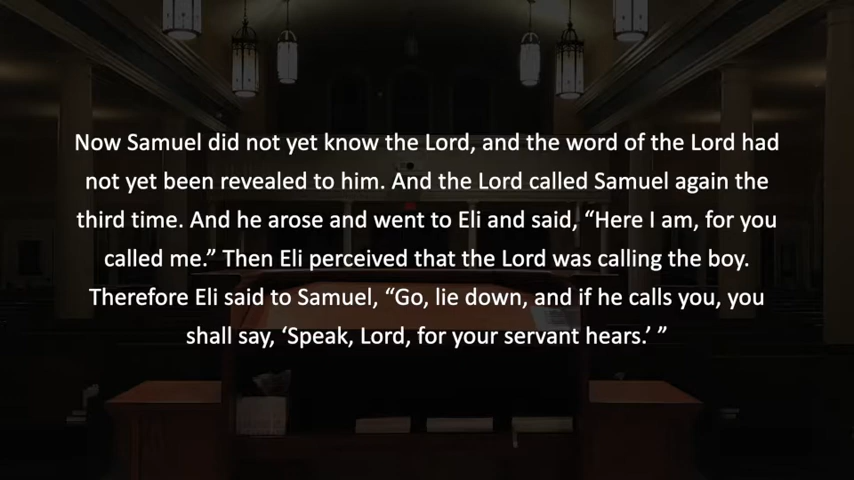 Now Samuel did not yet know the Lord, and the word of the Lord had
not yet been revealed to him. And the Lord called Samuel again the
third time. And he arose and went to Eli and said, “Here I am, for you
called me.” Then Eli perceived that the Lord was calling the boy.
Therefore Eli said to Samuel, “Go, lie down, and if he calls you, you
shall say, ‘Speak, Lord, for your servant hears.’ ”